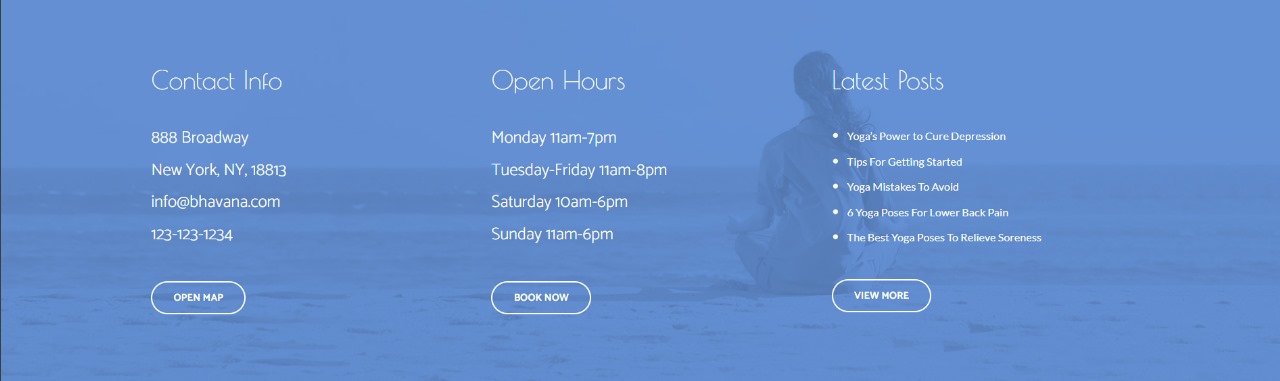 Contact Info
888 Broadway
New York, NY, 18813
info@bhavana.com
123-123-1234
OPEN MAP
Open Hours
Monday 11am-7pm
Tuesday-Friday 11am-8pm
Saturday 10am-6pm
Sunday 11am-6pm
BOOK NOW
Latest Posts
Yoga's Power to Cure Depression
Tips For Getting Started
Yoga Mistakes To Avoid
6 Yoga Poses For Lower Back Pain
The Best Yoga Poses To Relieve Soreness
VIEW MORE